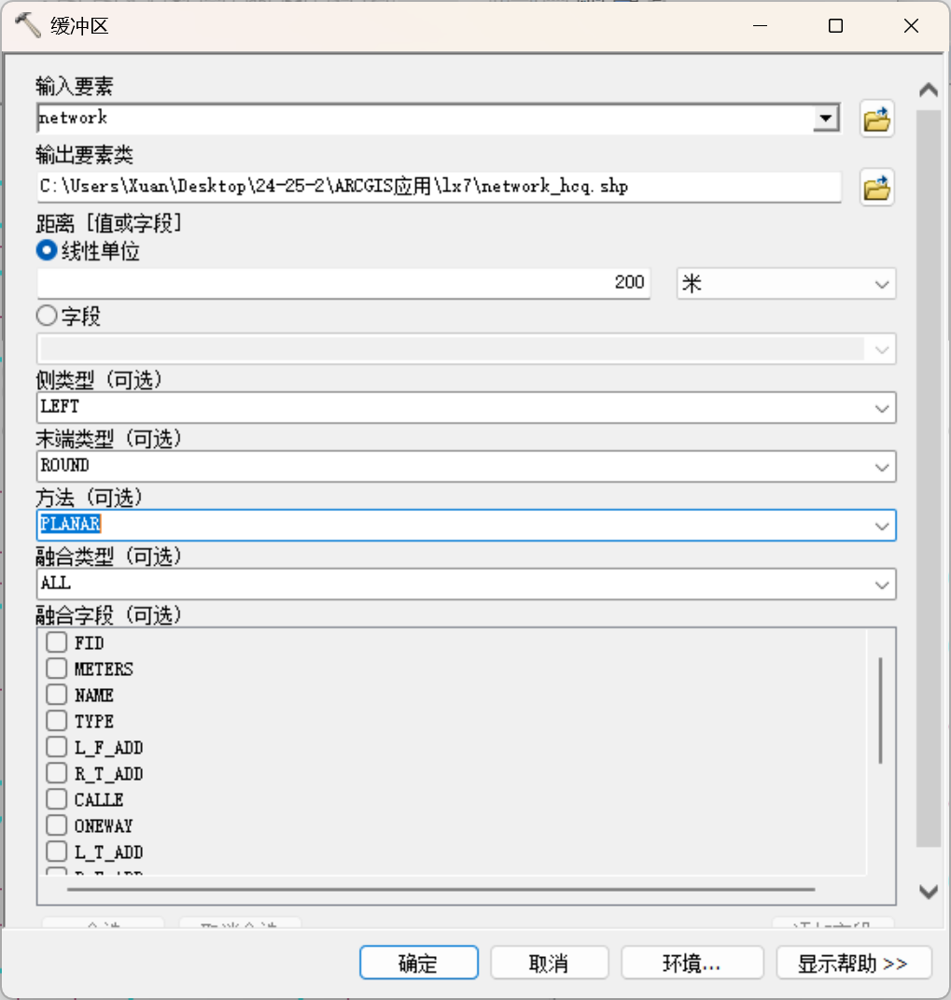 缓冲区
输入要素
network
输出要素类
C:\Users\Xuan\Desktop\24-25-2\ARCGIS应用\lx7\network_hcq.shp
距离 [值或字段]
线性单位
200 米
字段
侧类型 (可选)
LEFT
末端类型 (可选)
ROUND
方法 (可选)
PLANAR
融合类型 (可选)
ALL
融合字段 (可选)
FID
METERS
NAME
TYPE
L_F_ADD
R_T_ADD
CALLE
ONEWAY
L_T_ADD
确定 取消 环境... 显示帮助 >>